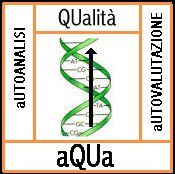 QUalità
aUTOANALISI
aUTOVALUTAZIONE
AT
CG
AT
TA
GC
CG
aQUa